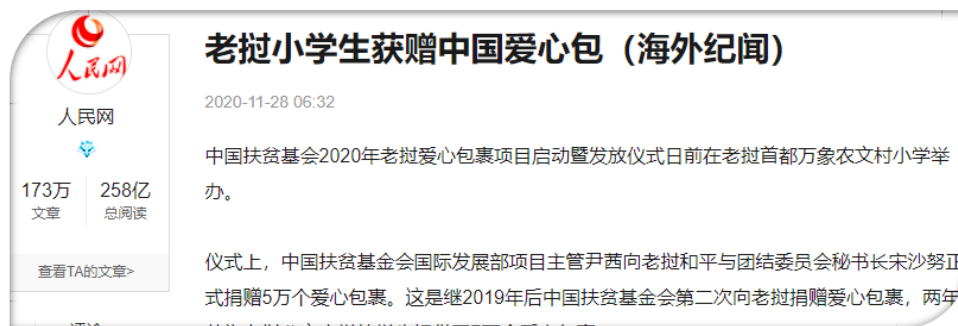 人民网
人民网
173万 258亿
文章 总阅读
查看TA的文章>
老挝小学生获赠中国爱心包（海外纪闻）
2020-11-28 06:32
中国扶贫基会2020年老挝爱心包裹项目启动暨发放仪式日前在老挝首都万象农文村小学举
办。
仪式上，中国扶贫基金会国际发展部项目主管尹茜向老挝和平与团结委员会秘书长宋沙努正
式捐赠5万个爱心包裹。这是继2019年后中国扶贫基金会第二次向老挝捐赠爱心包裹，两年